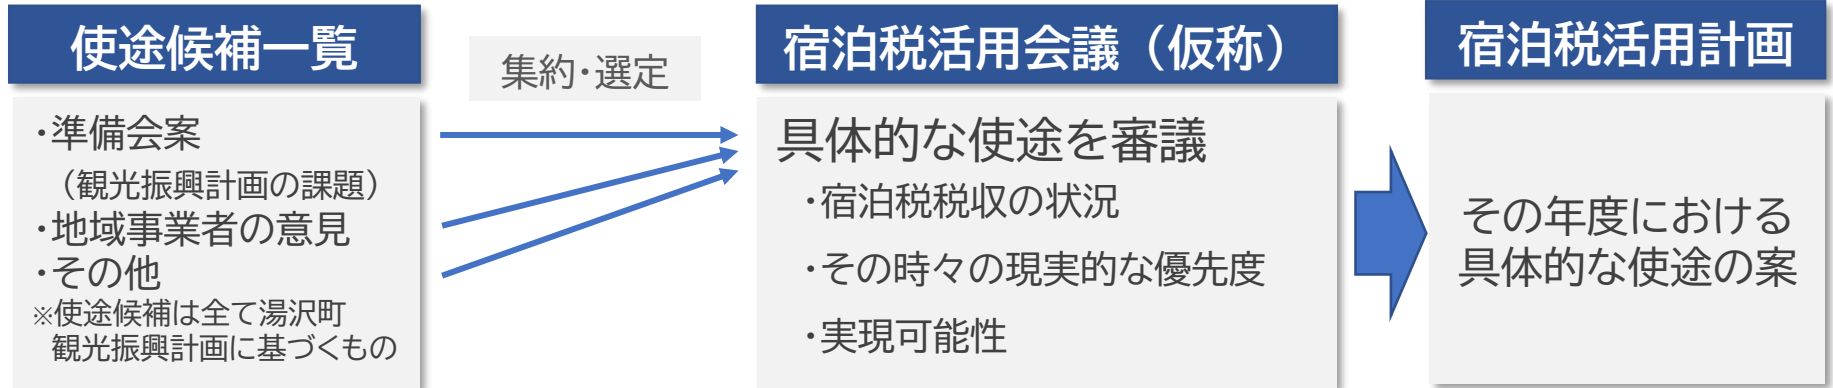 使途候補一覧
・準備会案
（観光振興計画の課題）
・地域事業者の意見
・その他
※使途候補は全て湯沢町
観光振興計画に基づくもの
集約・選定
宿泊税活用会議（仮称）
具体的な使途を審議
・宿泊税税収の状況
・その時々の現実的な優先度
・実現可能性
宿泊税活用計画
その年度における
具体的な使途の案